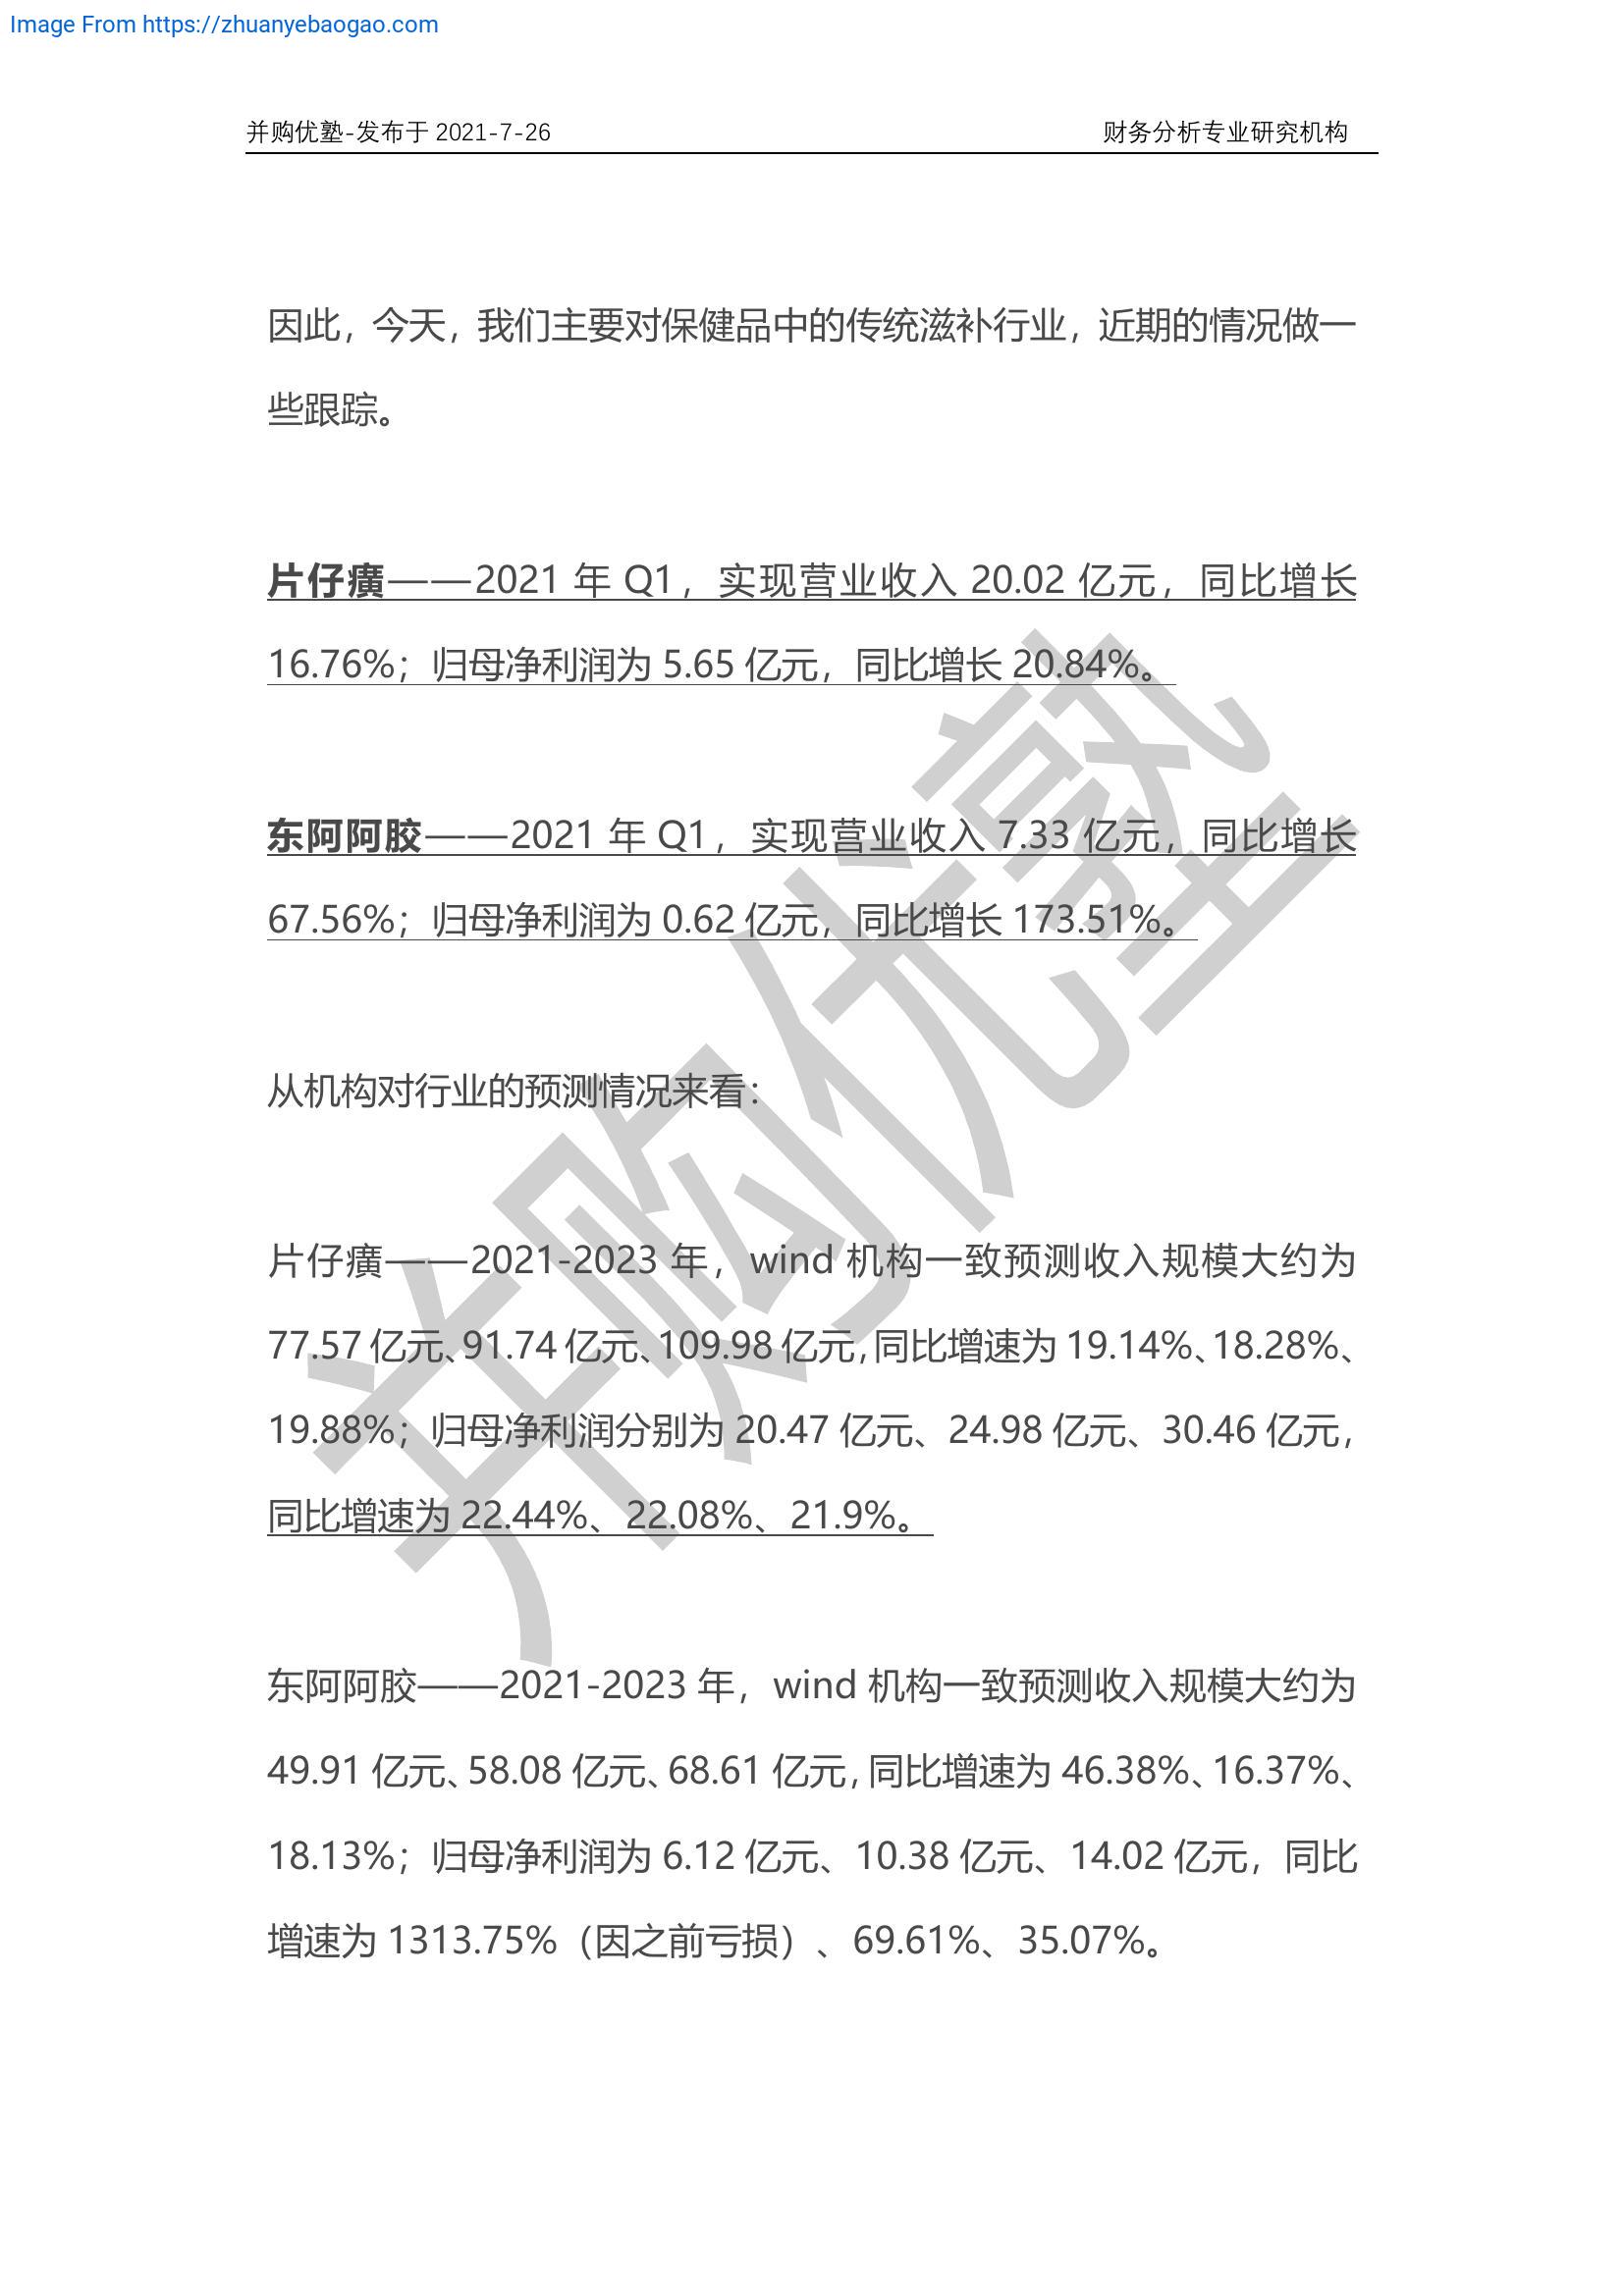 Image From https://zhuanyebaogao.com
并购优塾-发布于 2021-7-26 财务分析专业研究机构
因此，今天，我们主要对保健品中的传统滋补行业，近期的情况做一
些跟踪。
片仔癀——2021 年 Q1，实现营业收入 20.02 亿元，同比增长
16.76%；归母净利润为 5.65 亿元，同比增长 20.84%。
东阿阿胶——2021 年 Q1，实现营业收入 7.33 亿元，同比增长
67.56%；归母净利润为 0.62 亿元，同比增长 173.51%。
从机构对行业的预测情况来看：
片仔癀——2021-2023 年，wind 机构一致预测收入规模大约为
77.57 亿元、91.74 亿元、109.98 亿元，同比增速为 19.14%、18.28%、
19.88%；归母净利润分别为 20.47 亿元、24.98 亿元、30.46 亿元，
同比增速为 22.44%、22.08%、21.9%。
东阿阿胶——2021-2023 年，wind 机构一致预测收入规模大约为
49.91 亿元、58.08 亿元、68.61 亿元，同比增速为 46.38%、16.37%、
18.13%；归母净利润为 6.12 亿元、10.38 亿元、14.02 亿元，同比
增速为 1313.75%（因之前亏损）、69.61%、35.07%。
并购优塾